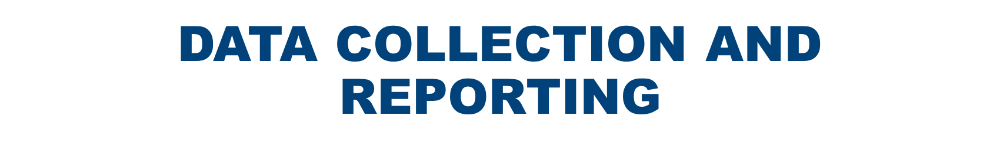 DATA COLLECTION AND
REPORTING